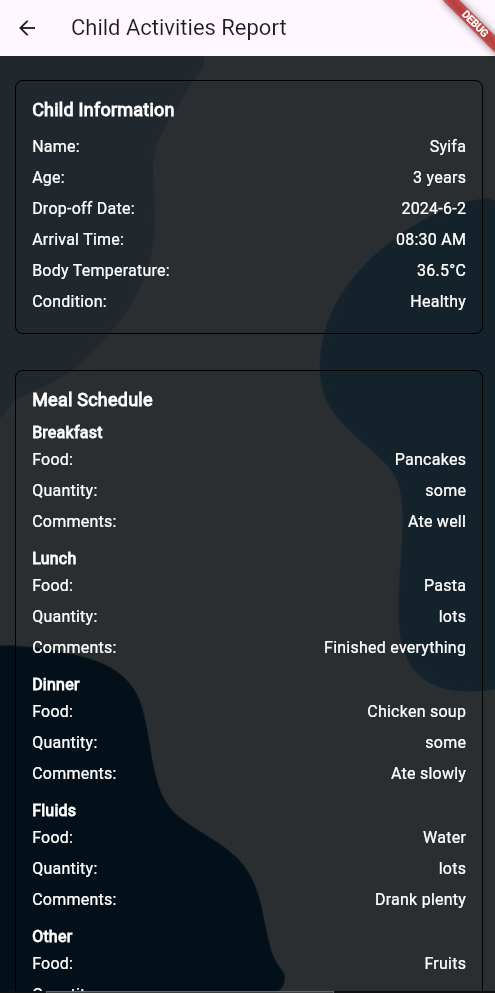 Child Activities Report
DEBUG
Child Information
Name: Syifa
Age: 3 years
Drop-off Date: 2024-6-2
Arrival Time: 08:30 AM
Body Temperature: 36.5°C
Condition: Healthy
Meal Schedule
Breakfast
Food: Pancakes
Quantity: some
Comments: Ate well
Lunch
Food: Pasta
Quantity: lots
Comments: Finished everything
Dinner
Food: Chicken soup
Quantity: some
Comments: Ate slowly
Fluids
Food: Water
Quantity: lots
Comments: Drank plenty
Other
Food: Fruits